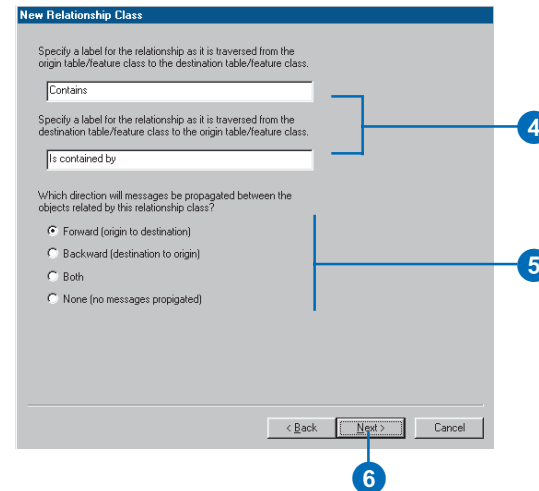 New Relationship Class
Specify a label for the relationship as it is traversed from the
origin table/feature class to the destination table/feature class.
Contains
Specify a label for the relationship as it is traversed from the
destination table/feature class to the origin table/feature class.
4
Is contained by
Which direction will messages be propagated between the
objects related by this relationship class?
Forward (origin to destination)
Backward (destination to origin)
5
Both
None (no messages propigated)
< Back
Next >
Cancel
6